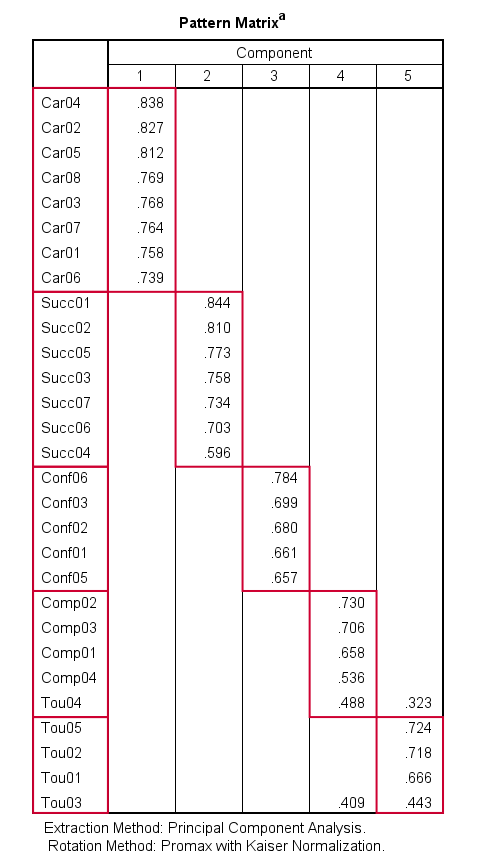 Pattern Matrixa
Component
1 2 3 4 5
Car04 .838
Car02 .827
Car05 .812
Car08 .769
Car03 .768
Car07 .764
Car01 .758
Car06 .739
Succ01 .844
Succ02 .810
Succ05 .773
Succ03 .758
Succ07 .734
Succ06 .703
Succ04 .596
Conf06 .784
Conf03 .699
Conf02 .680
Conf01 .661
Conf05 .657
Comp02 .730
Comp03 .706
Comp01 .658
Comp04 .536
Tou04 .488 .323
Tou05 .724
Tou02 .718
Tou01 .666
Tou03 .409 .443
Extraction Method: Principal Component Analysis.
Rotation Method: Promax with Kaiser Normalization.